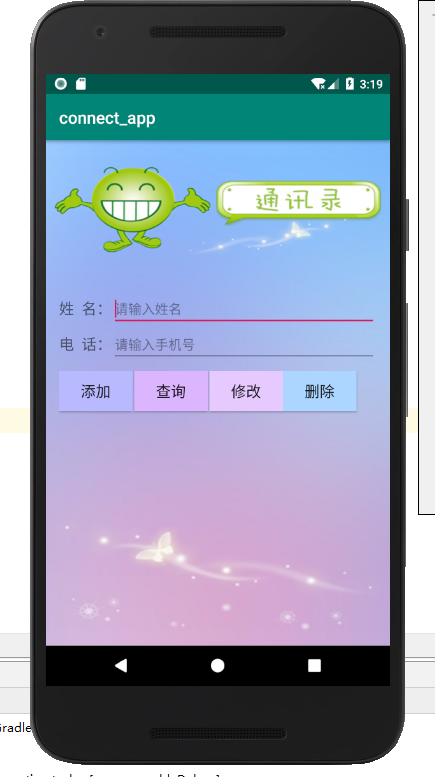 3:19
connect_app
通讯录
姓 名： 请输入姓名
电 话： 请输入手机号
添加 查询 修改 删除
Gradle